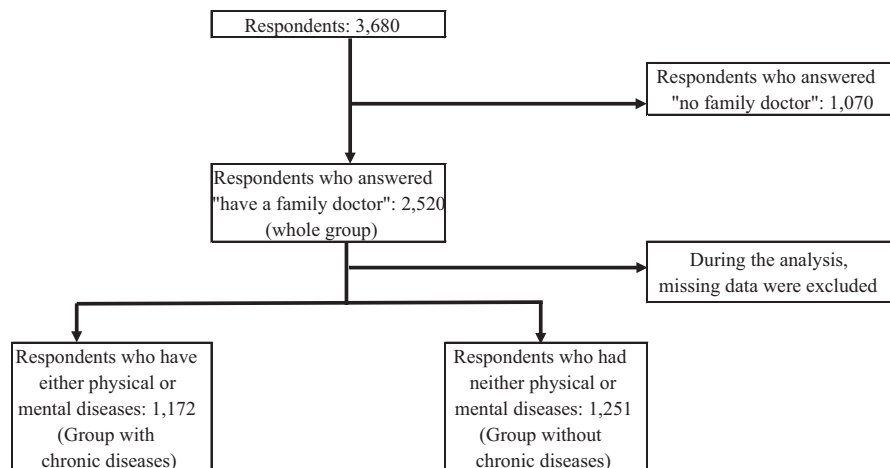 Respondents: 3,680
Respondents who answered
"no family doctor": 1,070
Respondents who answered
"have a family doctor": 2,520
(whole group)
During the analysis,
missing data were excluded
Respondents who have
either physical or
mental diseases: 1,172
(Group with
chronic diseases)
Respondents who had
neither physical or
mental diseases: 1,251
(Group without
chronic diseases)